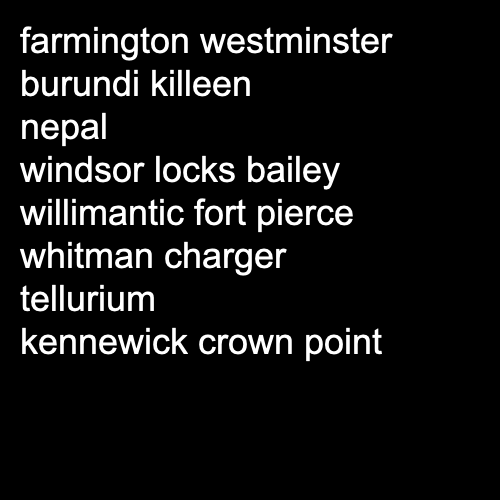 farmington westminster
burundi killeen
nepal
windsor locks bailey
willimantic fort pierce
whitman charger
tellurium
kennewick crown point